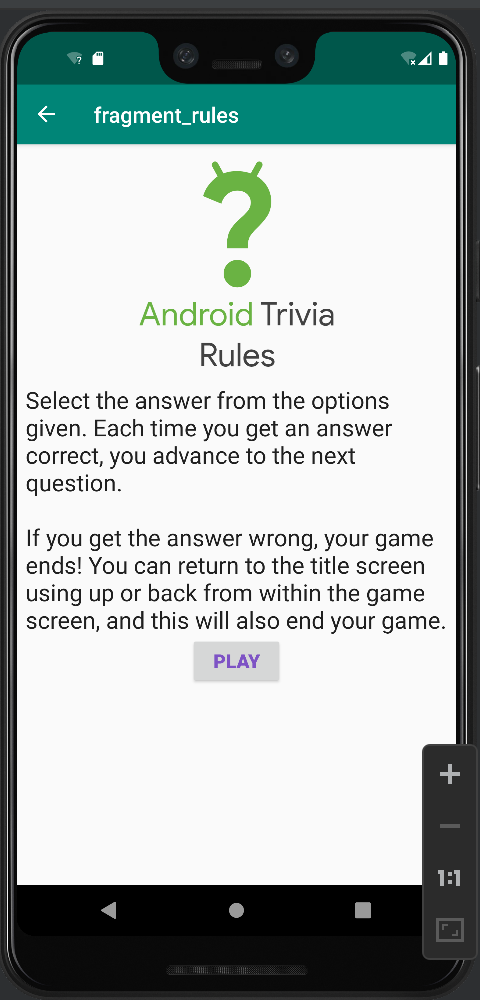 fragment_rules
Android Trivia
Rules
Select the answer from the options
given. Each time you get an answer
correct, you advance to the next
question.
If you get the answer wrong, your game
ends! You can return to the title screen
using up or back from within the game
screen, and this will also end your game.
PLAY
1:1